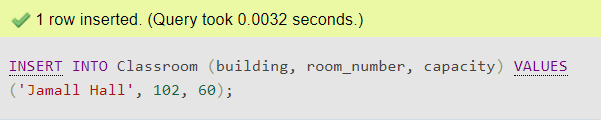 1 row inserted. (Query took 0.0032 seconds.)
INSERT INTO Classroom (building, room_number, capacity) VALUES
('Jamall Hall', 102, 60);